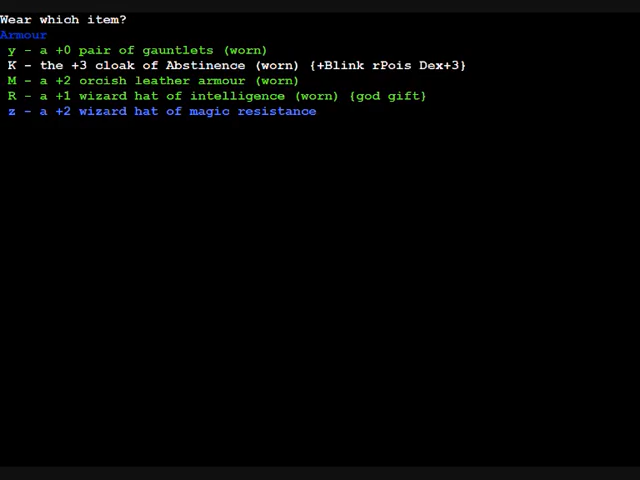 Wear which item?
Armour
y - a +0 pair of gauntlets (worn)
K - the +3 cloak of Abstinence (worn) {+Blink rPois Dex+3}
M - a +2 orcish leather armour (worn)
R - a +1 wizard hat of intelligence (worn) {god gift}
z - a +2 wizard hat of magic resistance